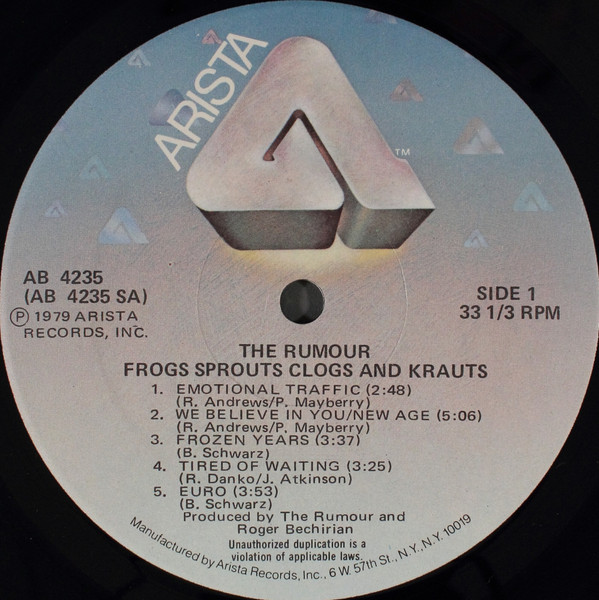 ARISTA
TM
AB 4235
(AB 4235 SA)
Ⓟ 1979 ARISTA
RECORDS, INC.
SIDE 1
33 1/3 RPM
THE RUMOUR
FROGS SPROUTS CLOGS AND KRAUTS
1. EMOTIONAL TRAFFIC (2:48)
(R. Andrews/P. Mayberry)
2. WE BELIEVE IN YOU/NEW AGE (5:06)
(R. Andrews/P. Mayberry)
3. FROZEN YEARS (3:37)
(B. Schwarz)
4. TIRED OF WAITING (3:25)
(R. Danko/J. Atkinson)
5. EURO (3:53)
(B. Schwarz)
Produced by The Rumour and
Roger Bechirian
Unauthorized duplication is a
violation of applicable laws.
Manufactured by Arista Records, Inc., 6 W. 57th St., N.Y., N.Y. 10019